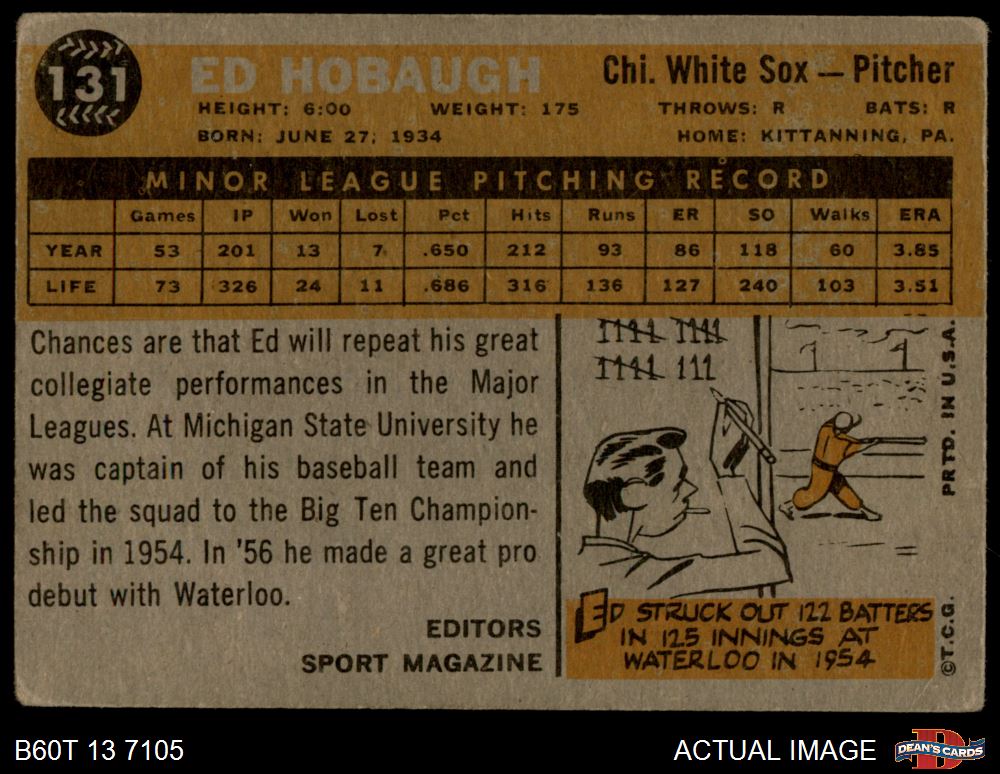 131
ED HOBAUGH
Chi. White Sox — Pitcher
HEIGHT: 6:00 WEIGHT: 175 THROWS: R BATS: R
BORN: JUNE 27, 1934 HOME: KITTANNING, PA.
MINOR LEAGUE PITCHING RECORD
Games IP Won Lost Pct Hits Runs ER SO Walks ERA
YEAR 53 201 13 7 .650 212 93 86 118 60 3.85
LIFE 73 326 24 11 .686 316 136 127 240 103 3.51
Chances are that Ed will repeat his great
collegiate performances in the Major
Leagues. At Michigan State University he
was captain of his baseball team and
led the squad to the Big Ten Champion-
ship in 1954. In '56 he made a great pro
debut with Waterloo.
EDITORS
SPORT MAGAZINE
ED STRUCK OUT 122 BATTERS
IN 125 INNINGS AT
WATERLOO IN 1954
PRTD. IN U.S.A.
©T.C.G.
B60T 13 7105
ACTUAL IMAGE
D
DEAN'S CARDS